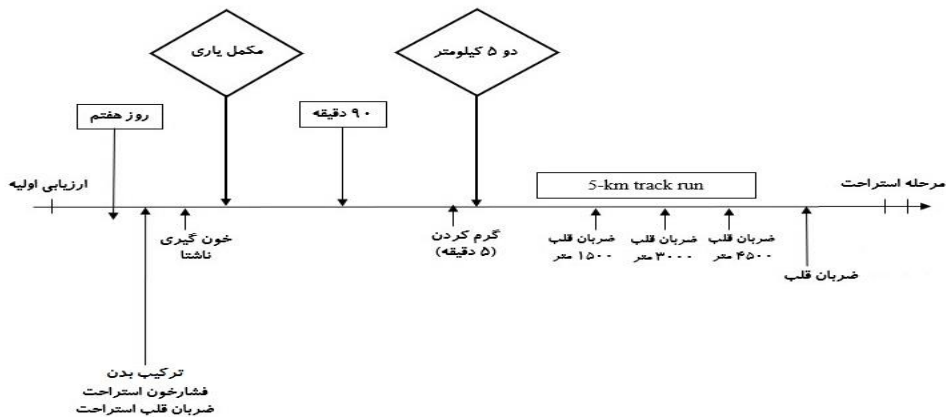 مکمل یاری
دو ۵ کیلومتر
روز هفتم
۹۰ دقیقه
ارزیابی اولیه
5-km track run
مرحله استراحت
خون گیری
ناشتا
گرم کردن
(۵ دقیقه)
ضربان قلب
۱۵۰۰ متر
ضربان قلب
۳۰۰۰ متر
ضربان قلب
۴۵۰۰ متر
ضربان قلب
ترکیب بدن
فشارخون استراحت
ضربان قلب استراحت